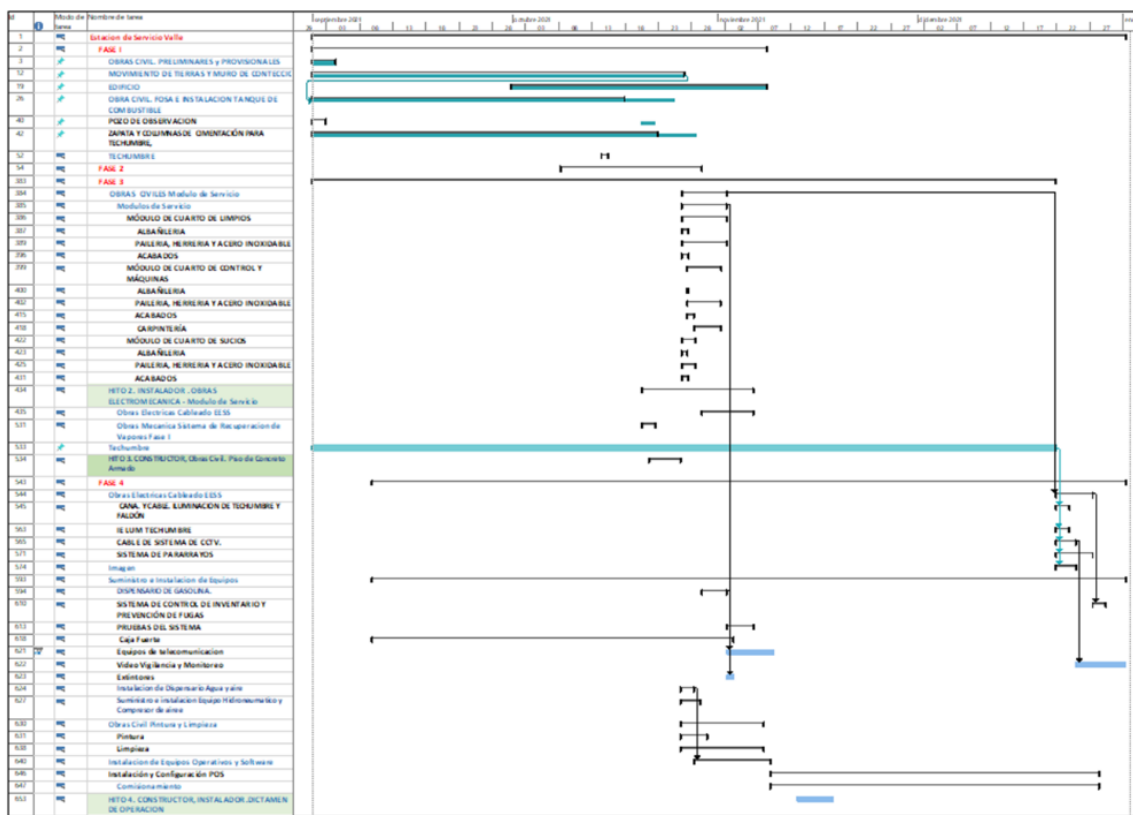 Id Modo de tarea Nombre de tarea septiembre 2021 octubre 2021 noviembre 2021 diciembre 2021
1 Estacion de Servicio Valle
2 FASE I
3 OBRAS CIVIL. PRELIMINARES y PROVISIONALES
12 MOVIMIENTO DE TIERRAS Y MURO DE CONTECCIC
19 EDIFICIO
26 OBRA CIVIL. FOSA E INSTALACION TANQUE DE
COMBUSTIBLE
40 POZO DE OBSERVACION
42 ZAPATA Y COLUMNAS DE CIMENTACIÓN PARA
TECHUMBRE,
52 TECHUMBRE
54 FASE 2
383 FASE 3
384 OBRAS CIVILES Modulo de Servicio
385 Modulos de Servicio
386 MÓDULO DE CUARTO DE LIMPIOS
387 ALBAÑILERIA
389 PAILERIA, HERRERIA Y ACERO INOXIDABLE
396 ACABADOS
399 MÓDULO DE CUARTO DE CONTROL Y
MÁQUINAS
400 ALBAÑILERIA
402 PAILERIA, HERRERIA Y ACERO INOXIDABLE
415 ACABADOS
418 CARPINTERÍA
422 MÓDULO DE CUARTO DE SUCIOS
423 ALBAÑILERIA
425 PAILERIA, HERRERIA Y ACERO INOXIDABLE
431 ACABADOS
434 HITO 2. INSTALADOR . OBRAS
ELECTROMECANICA - Modulo de Servicio
435 Obras Electricas Cableado EESS
531 Obras Mecanica Sistema de Recuperacion de
Vapores Fase I
533 Techumbre
534 HITO 3. CONSTRUCTOR, Obras Civil. Piso de Concreto
Armado
543 FASE 4
544 Obras Electricas Cableado EESS
545 CANA. Y CABLE. ILUMINACION DE TECHUMBRE Y
FALDÓN
563 IE LUM TECHUMBRE
565 CABLE DE SISTEMA DE CCTV.
571 SISTEMA DE PARARRAYOS
574 Imagen
593 Suministro e Instalacion de Equipos
594 DISPENSARIO DE GASOLINA.
610 SISTEMA DE CONTROL DE INVENTARIO Y
PREVENCIÓN DE FUGAS
613 PRUEBAS DEL SISTEMA
618 Caja Fuerte
621 Equipos de telecomunicacion
622 Video Vigilancia y Monitoreo
623 Extintores
624 Instalacion de Dispensario Agua y aire
627 Suministro e instalacion Equipo Hidroneumatico y
Compresor de airee
630 Obras Civil Pintura y Limpieza
631 Pintura
638 Limpieza
640 Instalacion de Equipos Operativos y Software
646 Instalación y Configuración POS
647 Comisionamiento
653 HITO 4. CONSTRUCTOR, INSTALADOR .DICTAMEN
DE OPERACION